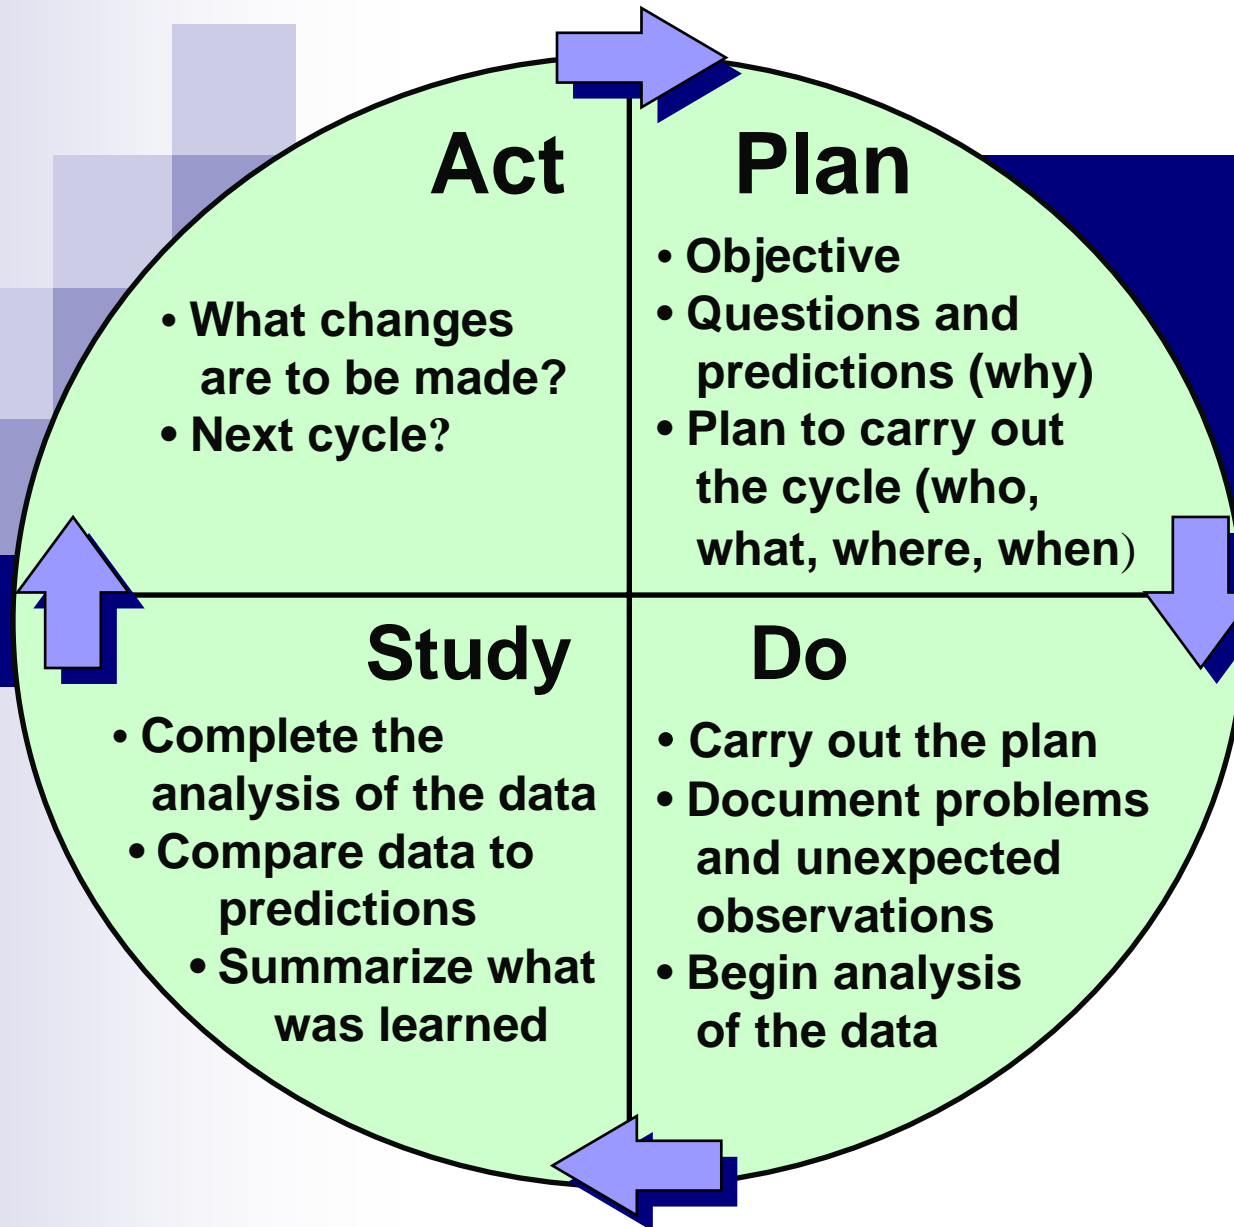 Act
• What changes
are to be made?
• Next cycle?
Plan
• Objective
• Questions and
predictions (why)
• Plan to carry out
the cycle (who,
what, where, when)
Study
• Complete the
analysis of the data
• Compare data to
predictions
• Summarize what
was learned
Do
• Carry out the plan
• Document problems
and unexpected
observations
• Begin analysis
of the data